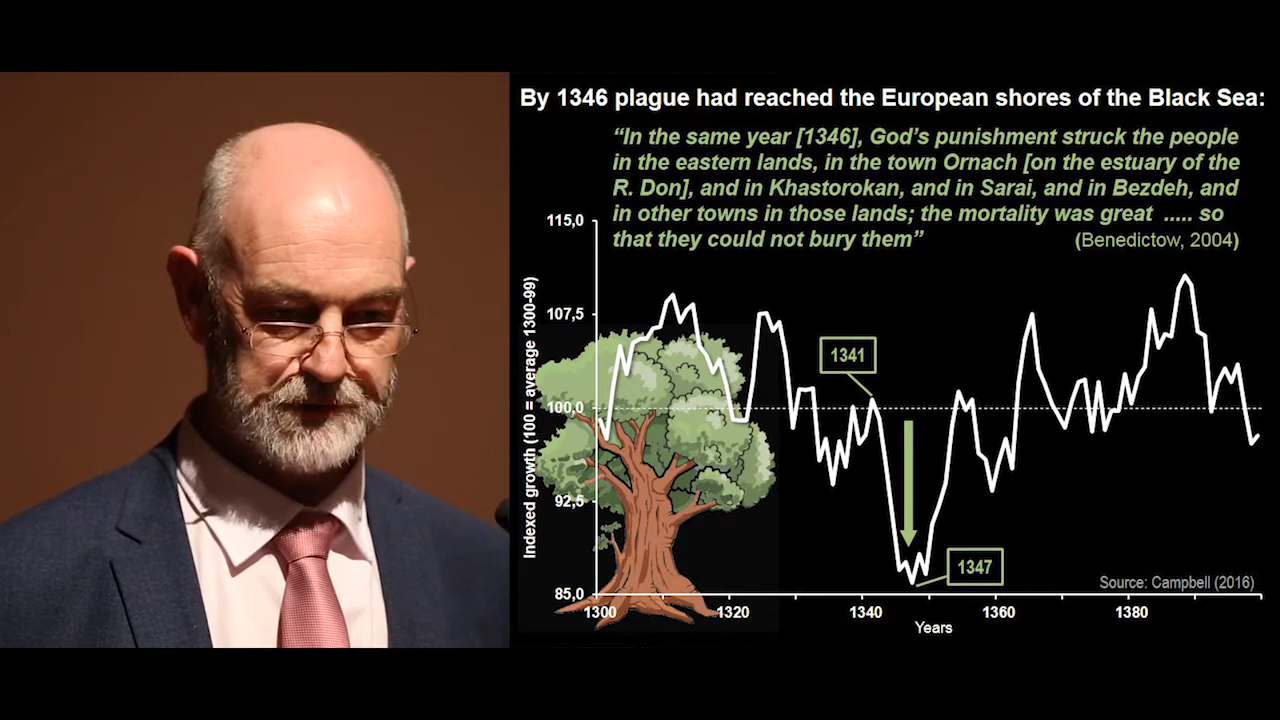 By 1346 plague had reached the European shores of the Black Sea:
“In the same year [1346], God’s punishment struck the people
in the eastern lands, in the town Ornach [on the estuary of the
R. Don], and in Khastorokan, and in Sarai, and in Bezdeh, and
in other towns in those lands; the mortality was great ..... so
that they could not bury them” (Benedictow, 2004)
115,0
107,5
100,0
92,5
85,0
Indexed growth (100 = average 1300-99)
1341
1347
Source: Campbell (2016)
1300 1320 1340 1360 1380
Years